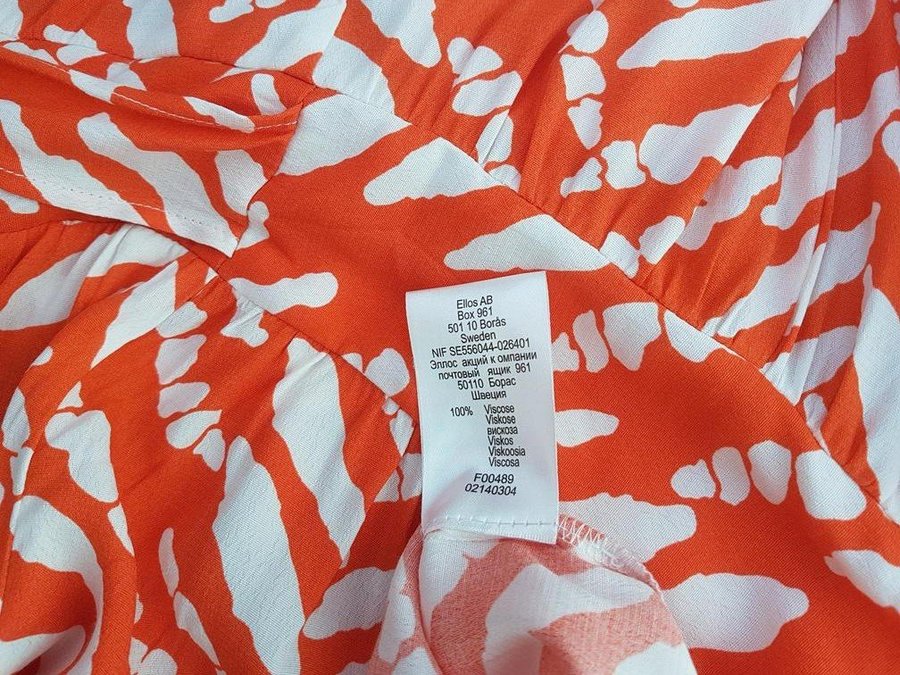 Ellos AB
Box 961
501 10 Borås
Sweden
NIF SE556044-026401
Эллос акций к омпании
почтовый ящик 961
50110 Борас
Швеция
100% Viscose
Viskose
вискоза
Viskos
Viskoosia
Viscosa
F00489
02140304